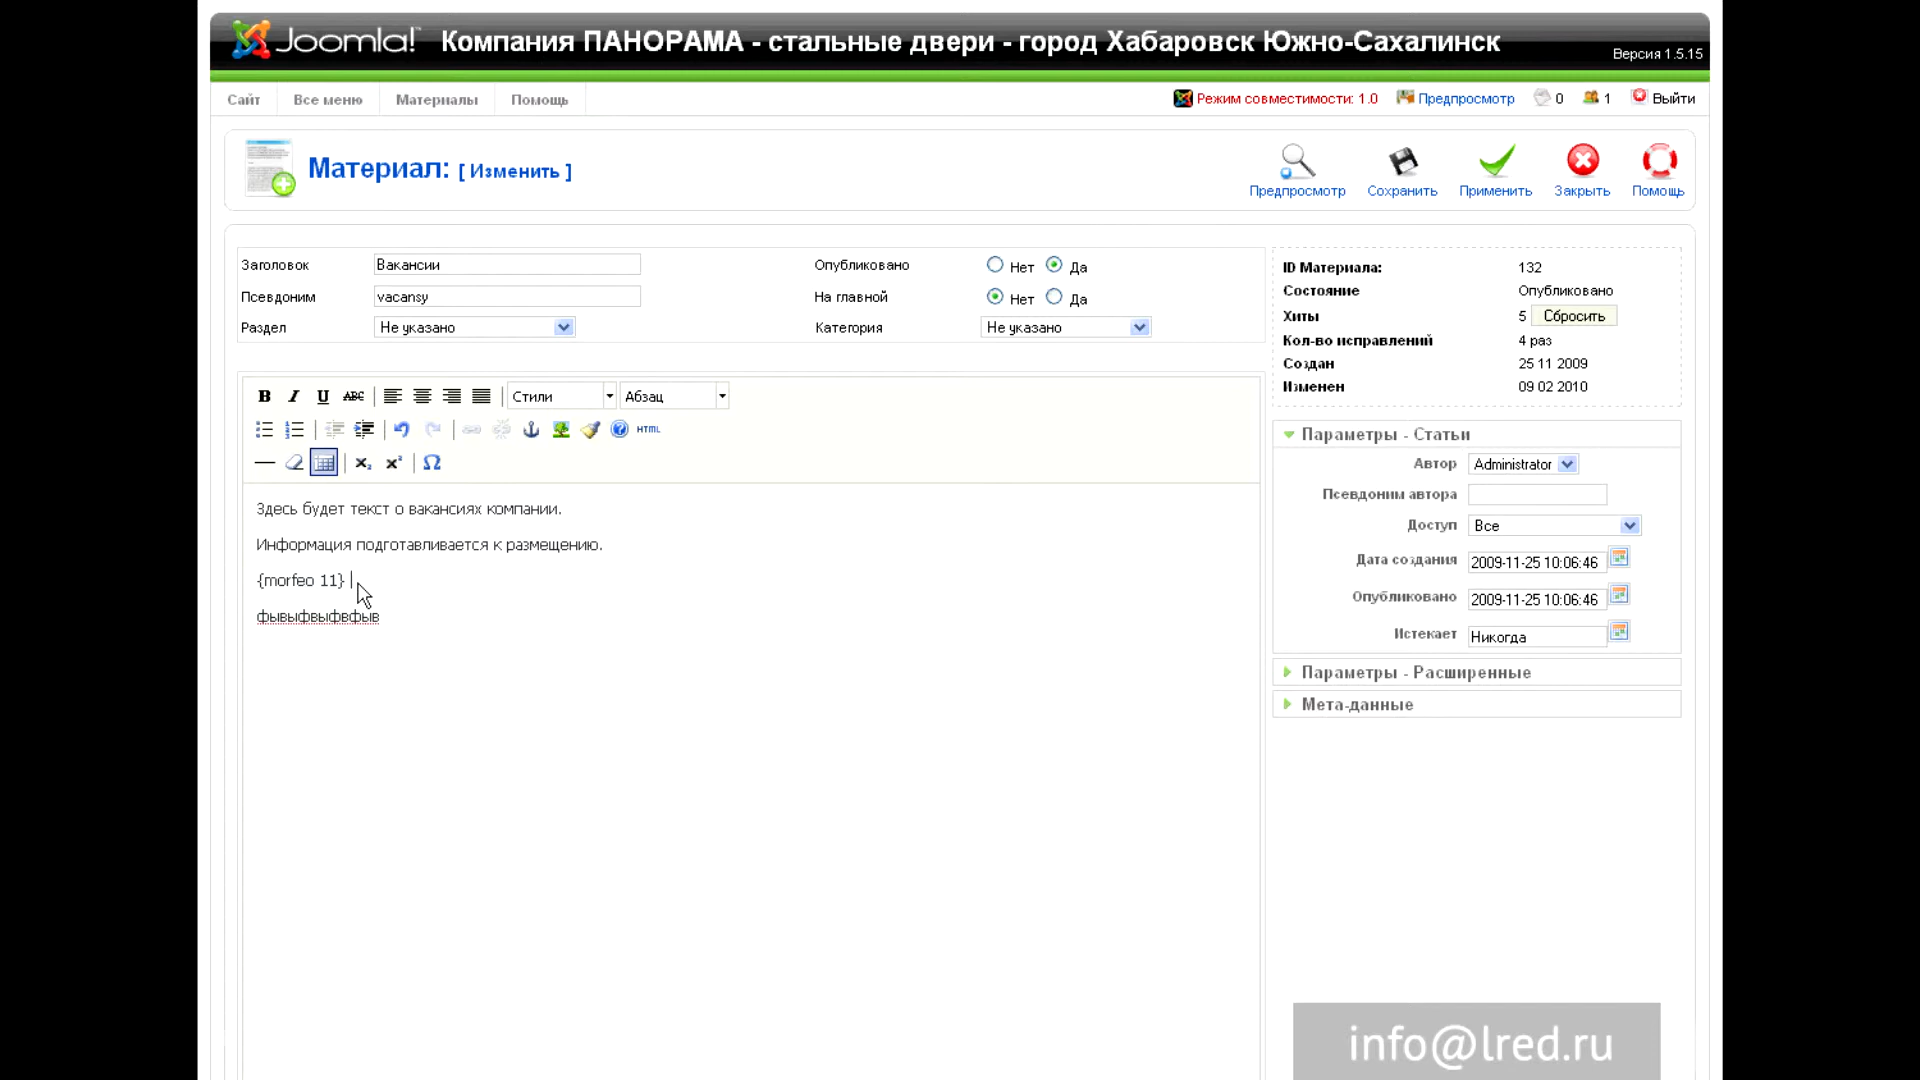 Joomla! Компания ПАНОРАМА - стальные двери - город Хабаровск Южно-Сахалинск
Версия 1.5.15
Сайт Все меню Материалы Помощь Режим совместимости: 1.0 Предпросмотр 0 1 Выйти
Материал: [ Изменить ]
Предпросмотр Сохранить Применить Закрыть Помощь
Заголовок Вакансии Опубликовано Нет Да
Псевдоним vacansy На главной Нет Да
Раздел Не указано Категория Не указано
ID Материала: 132
Состояние Опубликовано
Хиты 5 Сбросить
Кол-во исправлений 4 раз
Создан 25 11 2009
Изменен 09 02 2010
B I U ABC Стили Абзац
HTML
x₂ x² Ω
Здесь будет текст о вакансиях компании.
Информация подготавливается к размещению.
{morfeo 11}
фывыфвыфвфыв
Параметры - Статьи
Автор Administrator
Псевдоним автора
Доступ Все
Дата создания 2009-11-25 10:06:46
Опубликовано 2009-11-25 10:06:46
Истекает Никогда
Параметры - Расширенные
Мета-данные
info@lred.ru